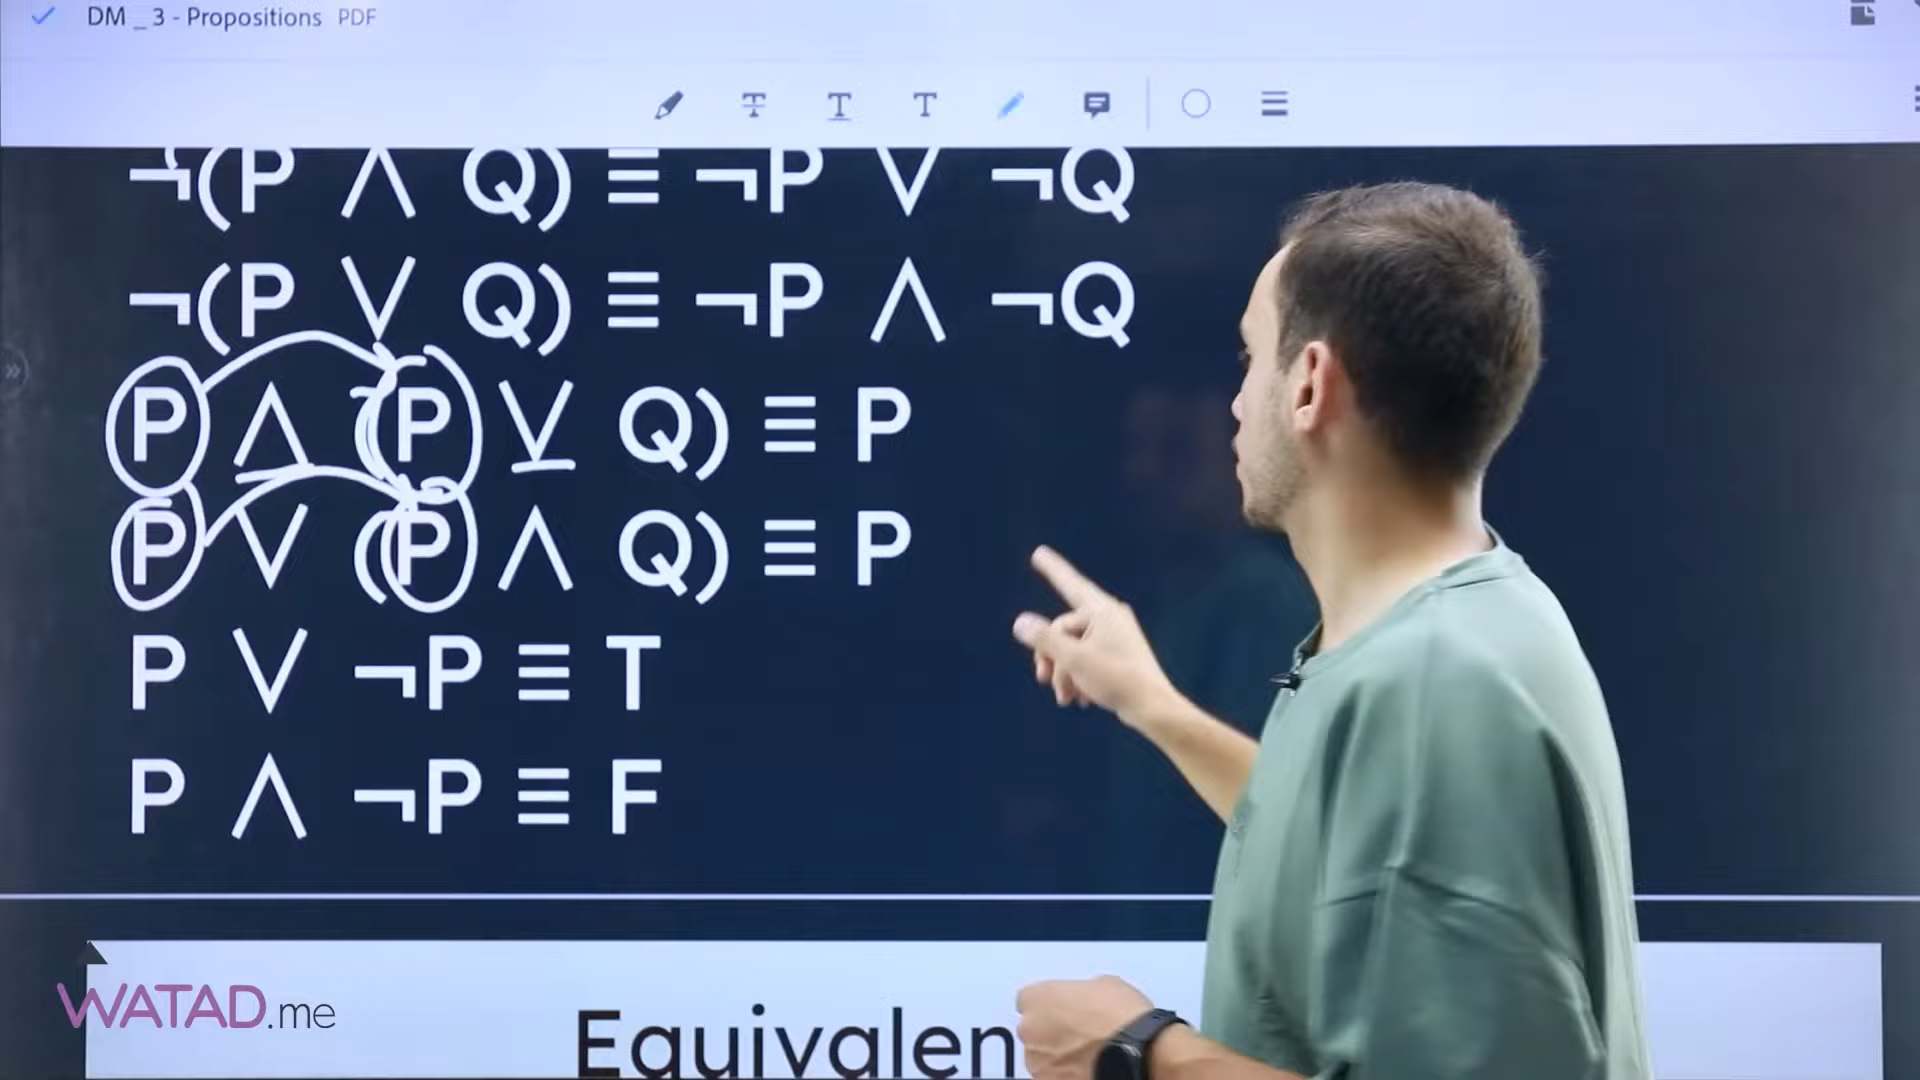 DM _ 3 - Propositions PDF
¬(P ∧ Q) ≡ ¬P ∨ ¬Q
¬(P ∨ Q) ≡ ¬P ∧ ¬Q
P ∧ (P ∨ Q) ≡ P
P ∨ (P ∧ Q) ≡ P
P ∨ ¬P ≡ T
P ∧ ¬P ≡ F
Equivalen
WATAD.me